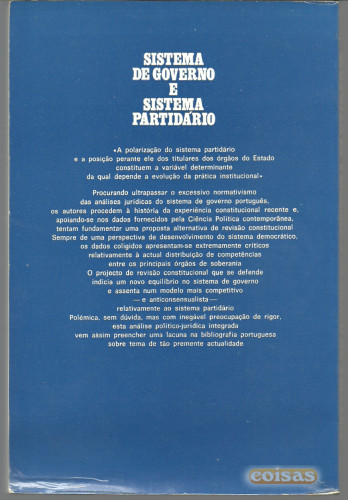 SISTEMA
DE GOVERNO
E
SISTEMA
PARTIDÁRIO
«A polarização do sistema partidário
e a posição perante ele dos titulares dos órgãos do Estado
constituem a variável determinante
da qual depende a evolução da prática institucional»
Procurando ultrapassar o excessivo normativismo
das análises jurídicas do sistema de governo português,
os autores procedem à história da experiência constitucional recente e,
apoiando-se nos dados fornecidos pela Ciência Política contemporânea,
tentam fundamentar uma proposta alternativa de revisão constitucional
Sempre de uma perspectiva de desenvolvimento do sistema democrático,
os dados coligidos apresentam-se extremamente críticos
relativamente à actual distribuição de competências
entre os principais órgãos de soberania
O projecto de revisão constitucional que se defende
indicia um novo equilíbrio no sistema de governo
e assenta num modelo mais competitivo
— e anticonsensualista —
relativamente ao sistema partidário
Polémica, sem dúvida, mas com inegável preocupação de rigor,
esta análise político-jurídica integrada
vem assim preencher uma lacuna na bibliografia portuguesa
sobre tema de tão premente actualidade
coisas